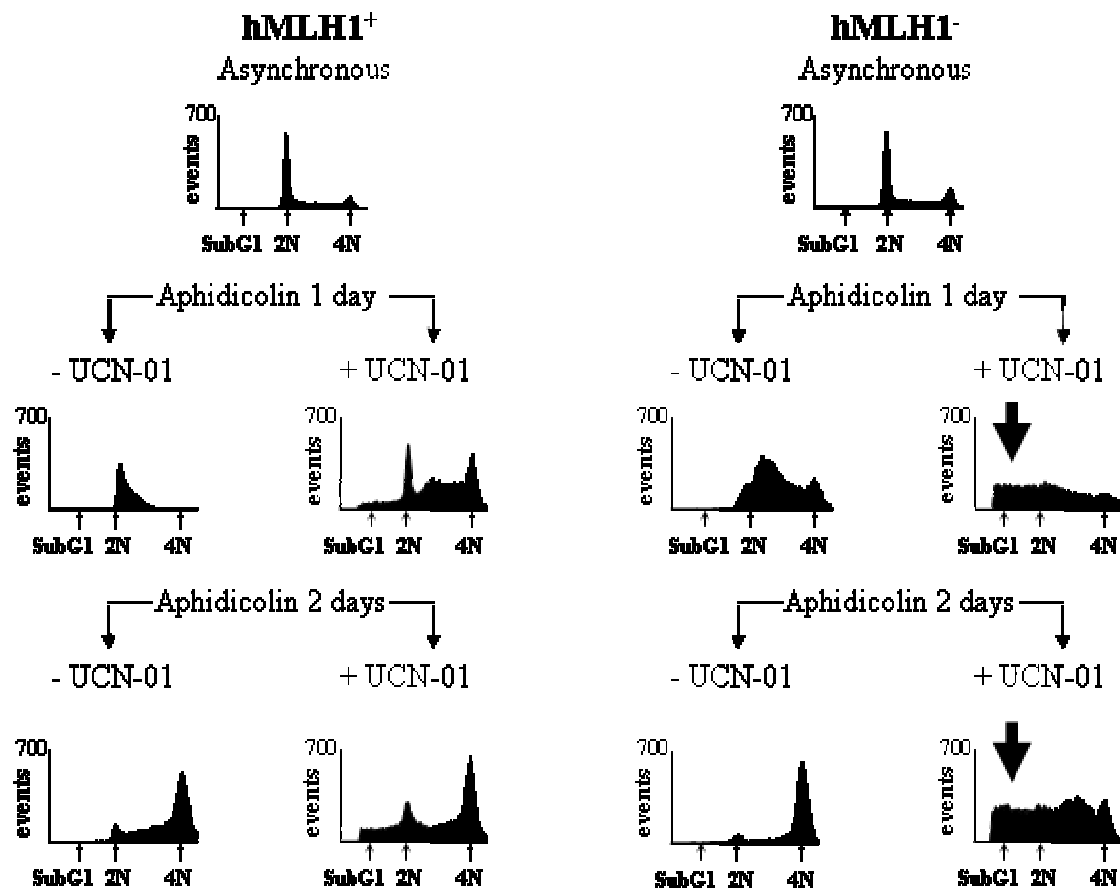 hMLH1⁺ hMLH1⁻
Asynchronous Asynchronous
700 700
events events
SubG1 2N 4N SubG1 2N 4N
Aphidicolin 1 day Aphidicolin 1 day
- UCN-01 + UCN-01 - UCN-01 + UCN-01
700 700 700 700
events events events events
SubG1 2N 4N SubG1 2N 4N SubG1 2N 4N SubG1 2N 4N
Aphidicolin 2 days Aphidicolin 2 days
- UCN-01 + UCN-01 - UCN-01 + UCN-01
700 700 700 700
events events events events
SubG1 2N 4N SubG1 2N 4N SubG1 2N 4N SubG1 2N 4N